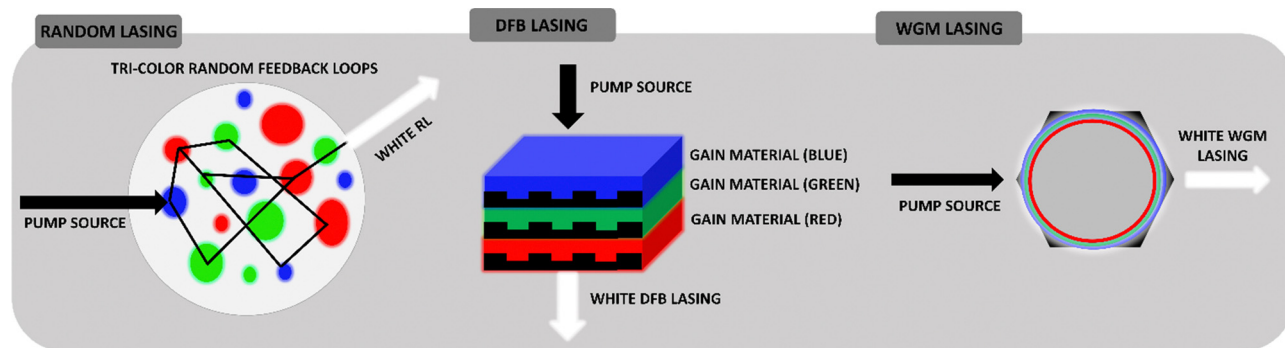 RANDOM LASING
TRI-COLOR RANDOM FEEDBACK LOOPS
WHITE RL
PUMP SOURCE
DFB LASING
PUMP SOURCE
GAIN MATERIAL (BLUE)
GAIN MATERIAL (GREEN)
GAIN MATERIAL (RED)
WHITE DFB LASING
WGM LASING
PUMP SOURCE
WHITE WGM
LASING